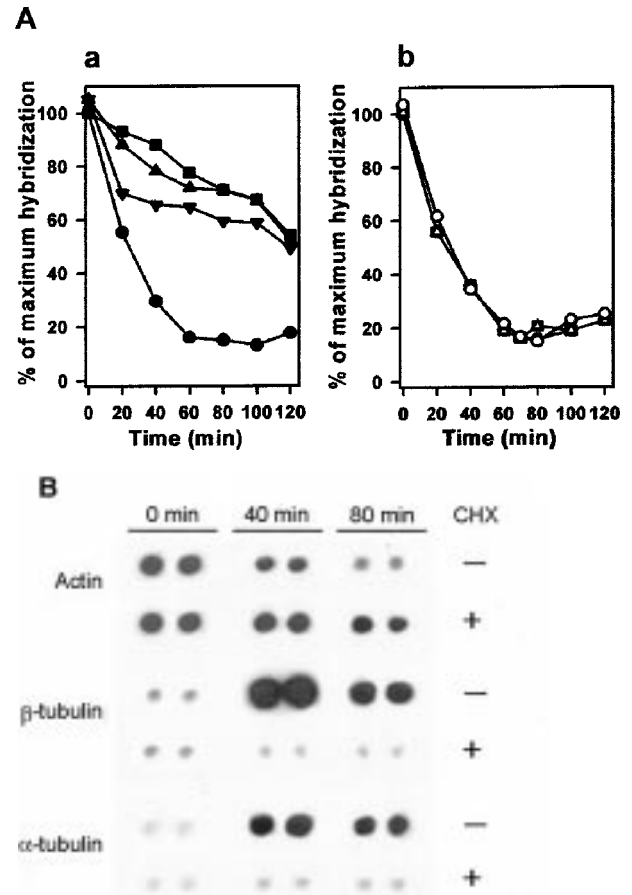 A
a
b
% of maximum hybridization
100
80
60
40
20
0
0 20 40 60 80 100 120
Time (min)
% of maximum hybridization
100
80
60
40
20
0
0 20 40 60 80 100 120
Time (min)
B
0 min 40 min 80 min CHX
Actin
−
+
β-tubulin
−
+
α-tubulin
−
+